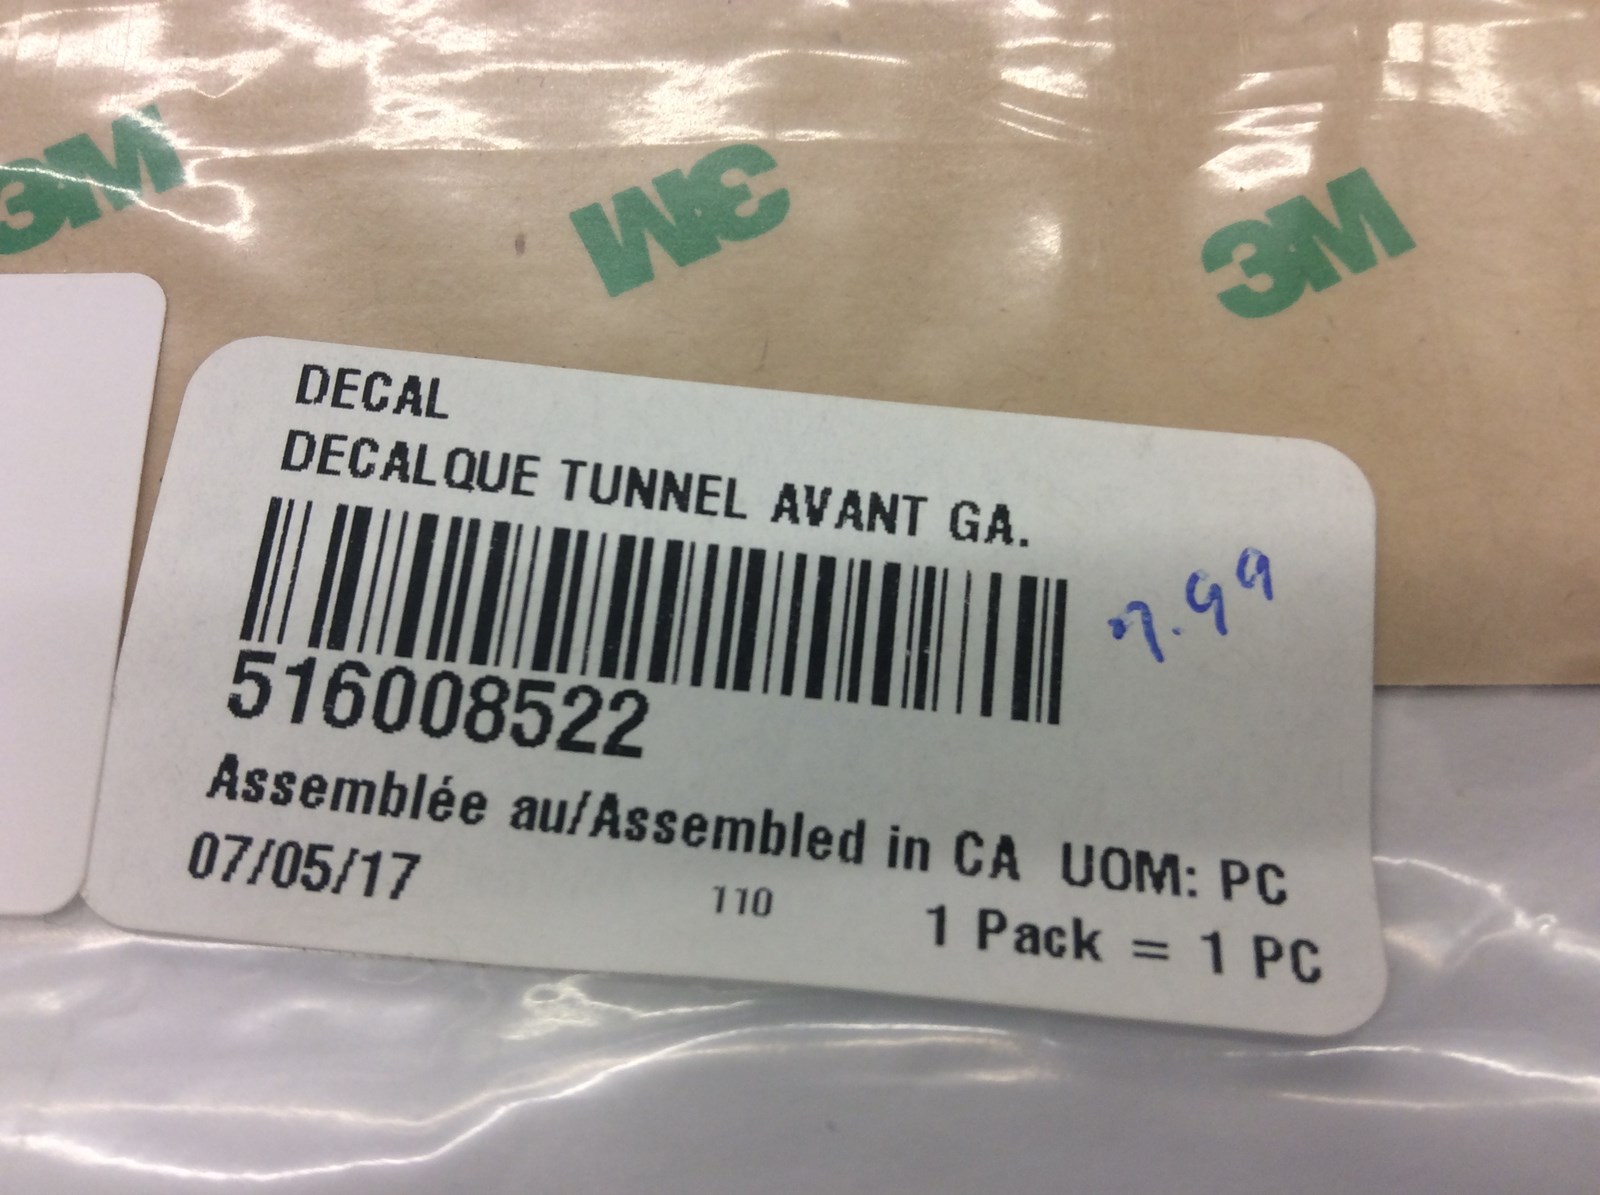 3M
3M
3M
DECAL
DECALQUE TUNNEL AVANT GA.
7.99
516008522
Assemblée au/Assembled in CA UOM: PC
07/05/17 110 1 Pack = 1 PC